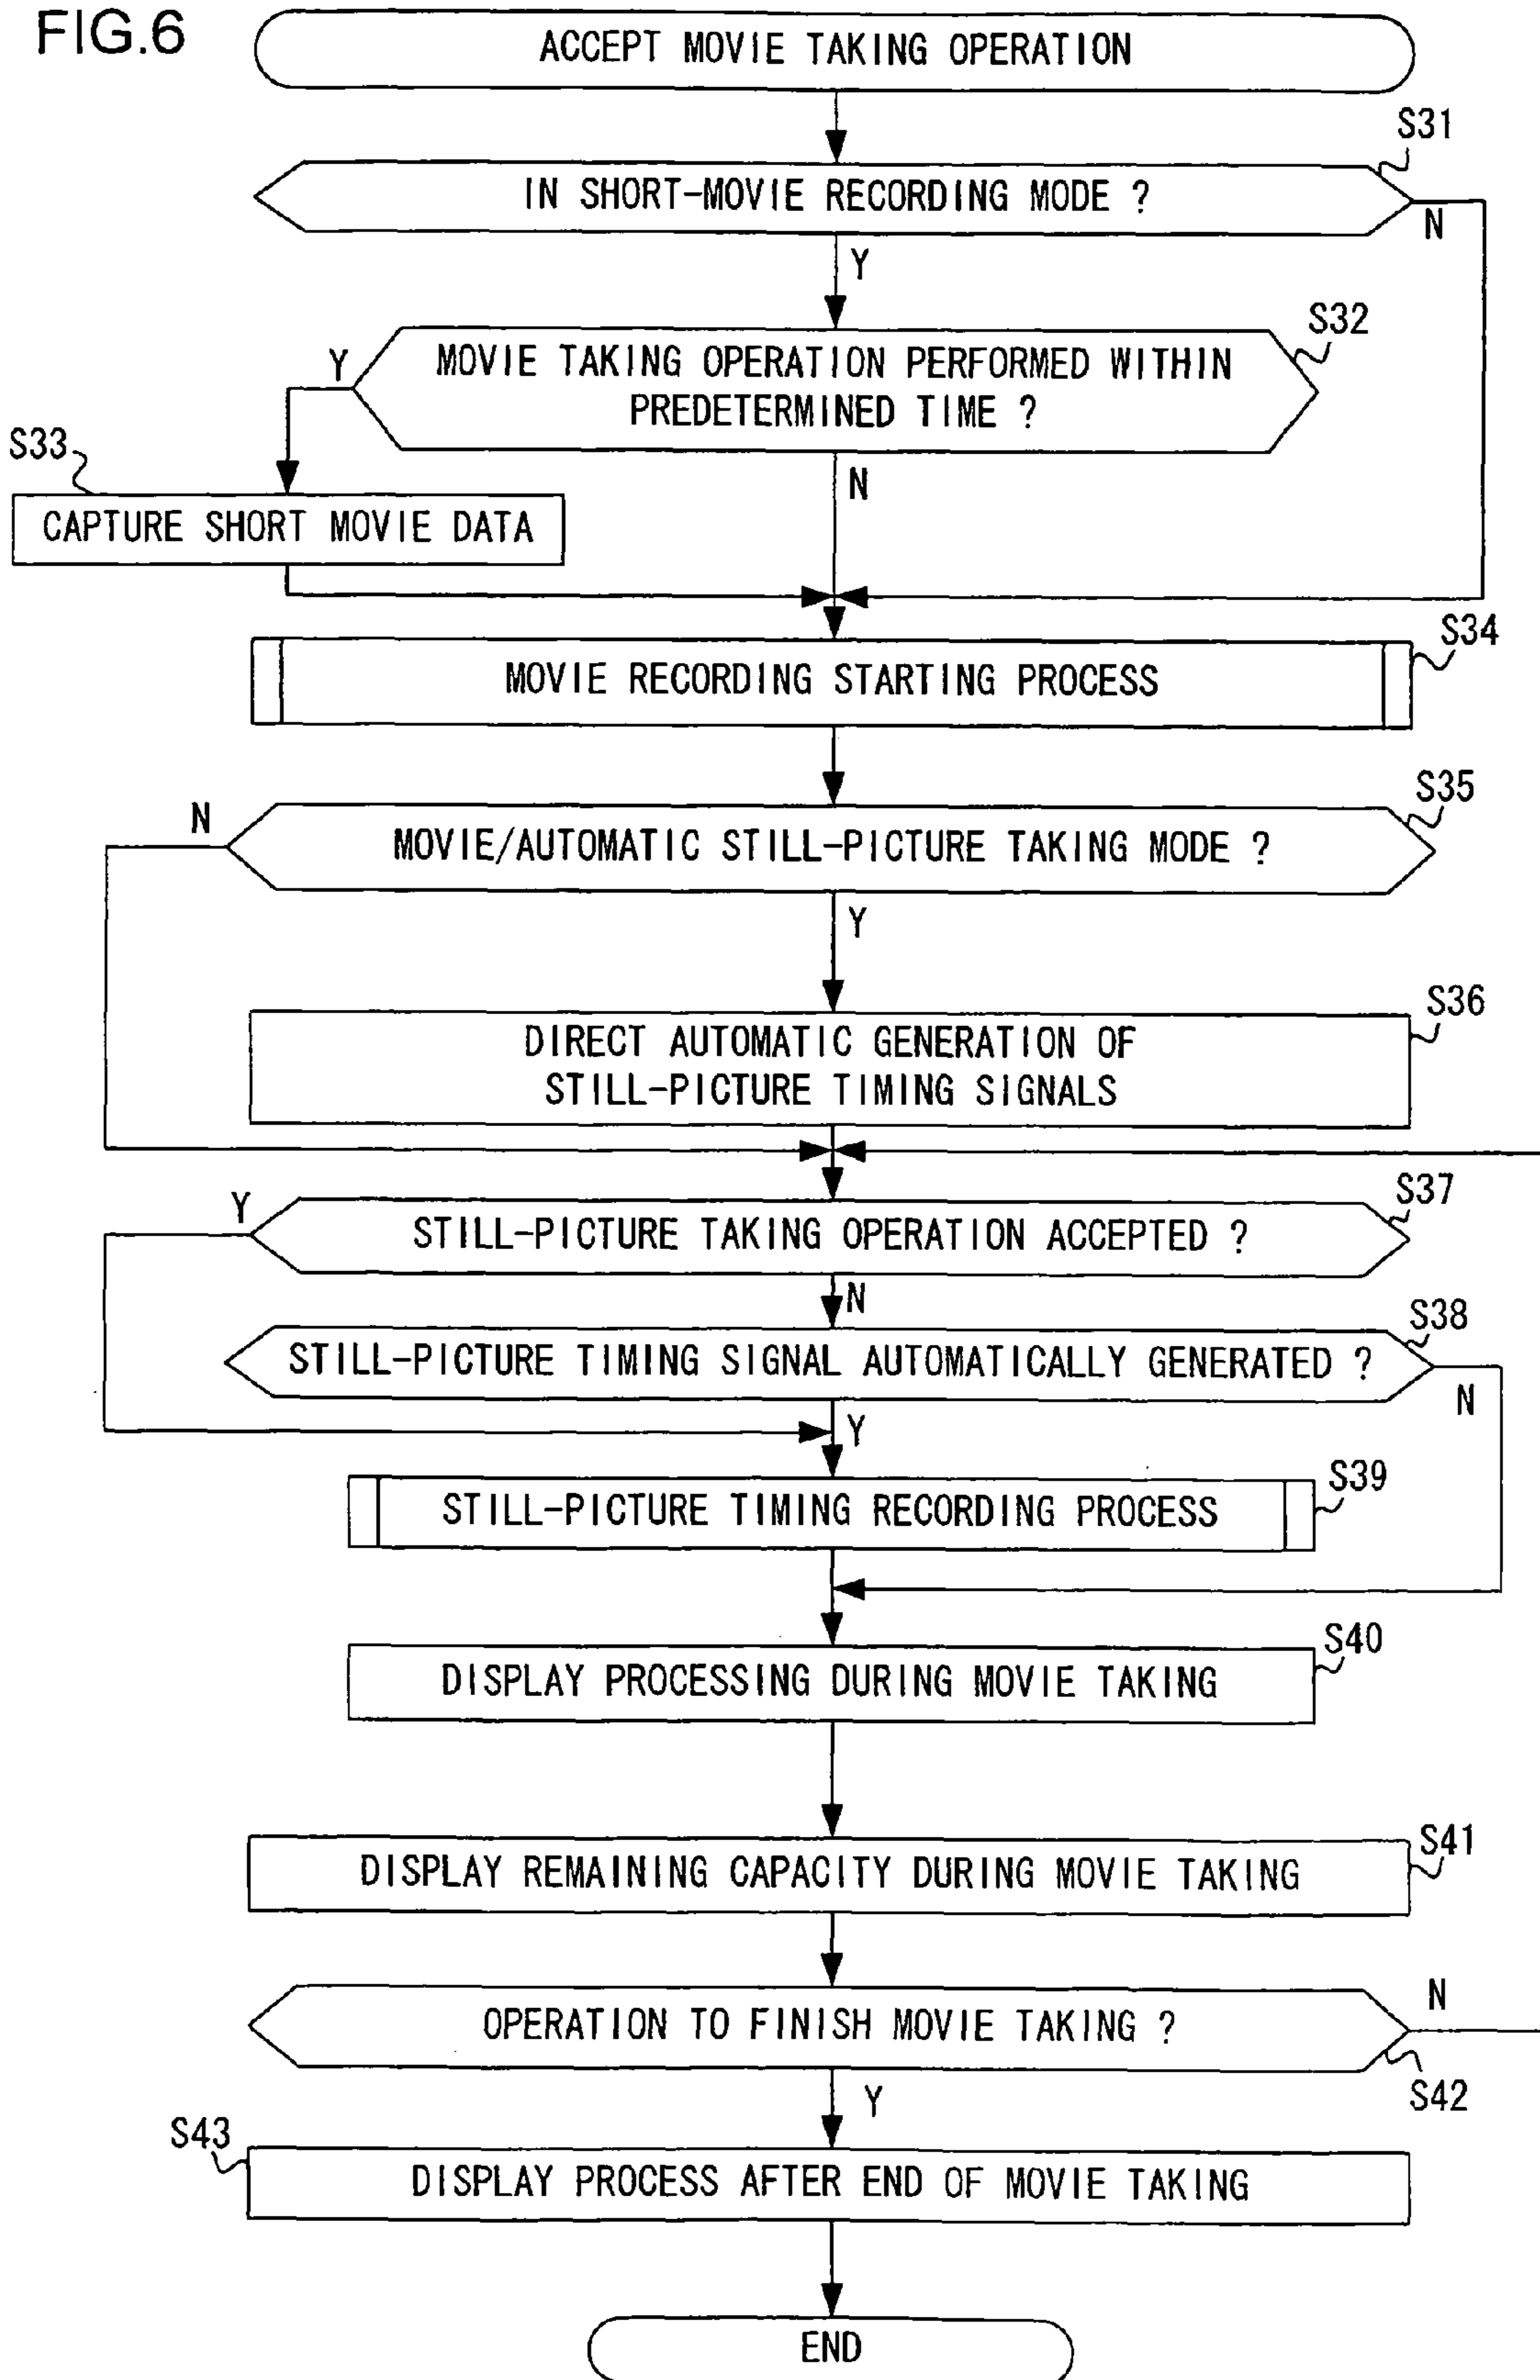 FIG.6
ACCEPT MOVIE TAKING OPERATION
S31
IN SHORT-MOVIE RECORDING MODE ?
N
Y
S32
Y
MOVIE TAKING OPERATION PERFORMED WITHIN
PREDETERMINED TIME ?
S33
N
CAPTURE SHORT MOVIE DATA
S34
MOVIE RECORDING STARTING PROCESS
S35
N
MOVIE/AUTOMATIC STILL-PICTURE TAKING MODE ?
Y
S36
DIRECT AUTOMATIC GENERATION OF
STILL-PICTURE TIMING SIGNALS
S37
Y
STILL-PICTURE TAKING OPERATION ACCEPTED ?
N
S38
STILL-PICTURE TIMING SIGNAL AUTOMATICALLY GENERATED ?
N
Y
S39
STILL-PICTURE TIMING RECORDING PROCESS
S40
DISPLAY PROCESSING DURING MOVIE TAKING
S41
DISPLAY REMAINING CAPACITY DURING MOVIE TAKING
N
OPERATION TO FINISH MOVIE TAKING ?
S42
Y
S43
DISPLAY PROCESS AFTER END OF MOVIE TAKING
END